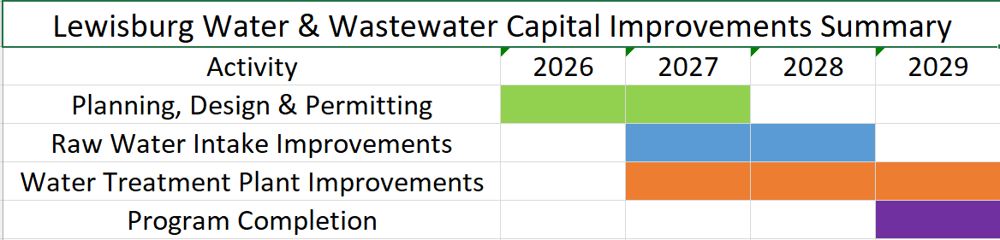 Lewisburg Water & Wastewater Capital Improvements Summary
Activity 2026 2027 2028 2029
Planning, Design & Permitting
Raw Water Intake Improvements
Water Treatment Plant Improvements
Program Completion